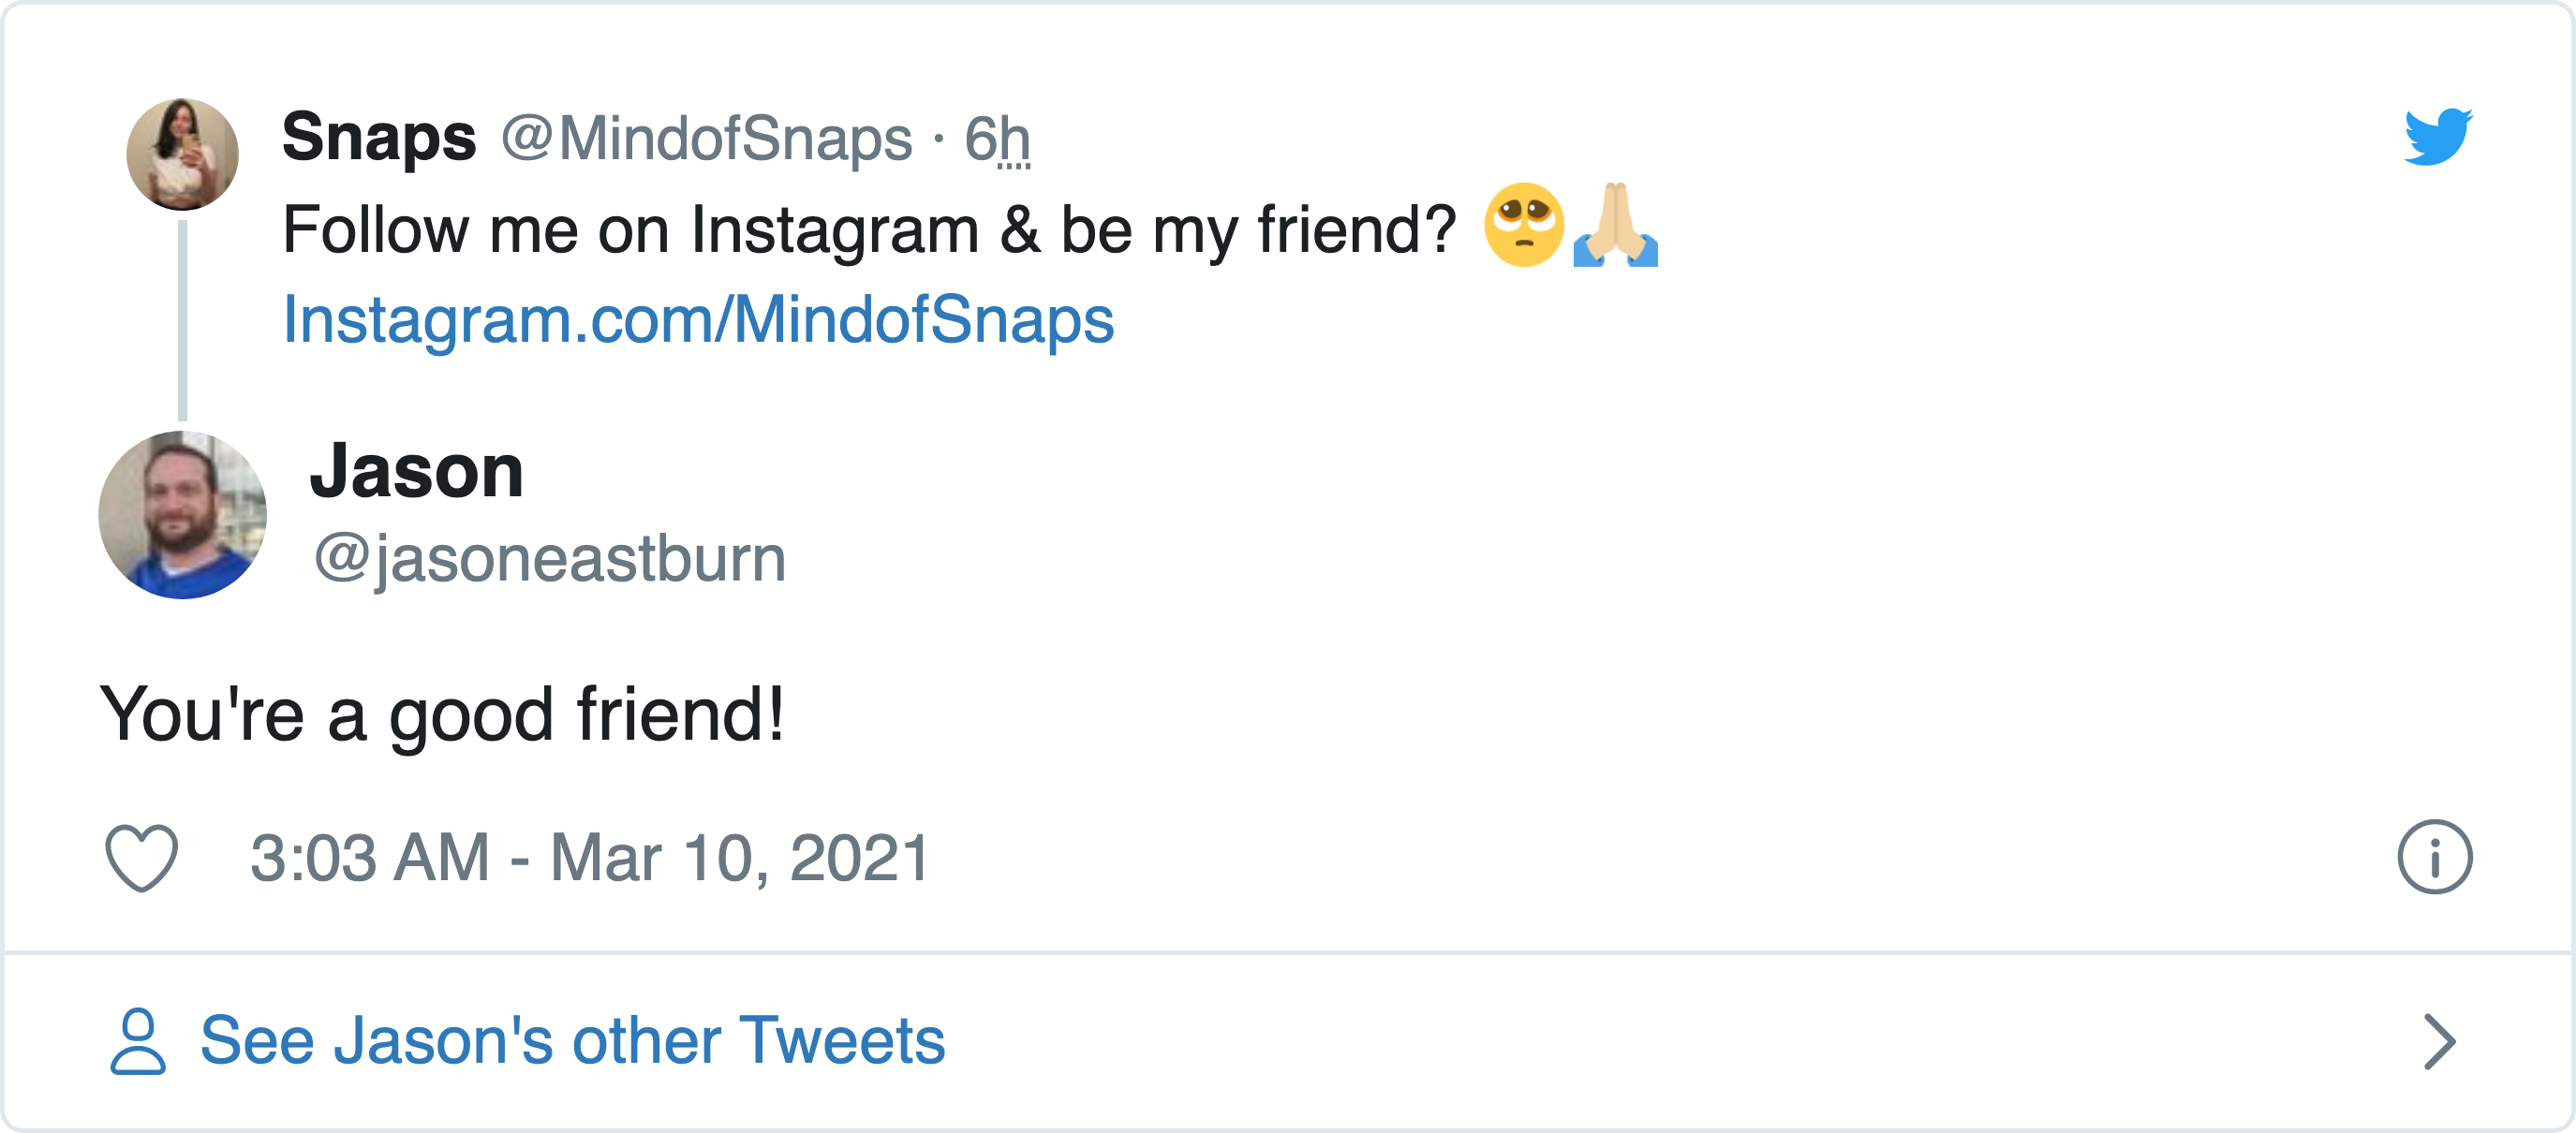 Snaps @MindofSnaps · 6h
Follow me on Instagram & be my friend? 🥺🙏🏼
Instagram.com/MindofSnaps
Jason
@jasoneastburn
You're a good friend!
3:03 AM - Mar 10, 2021
See Jason's other Tweets